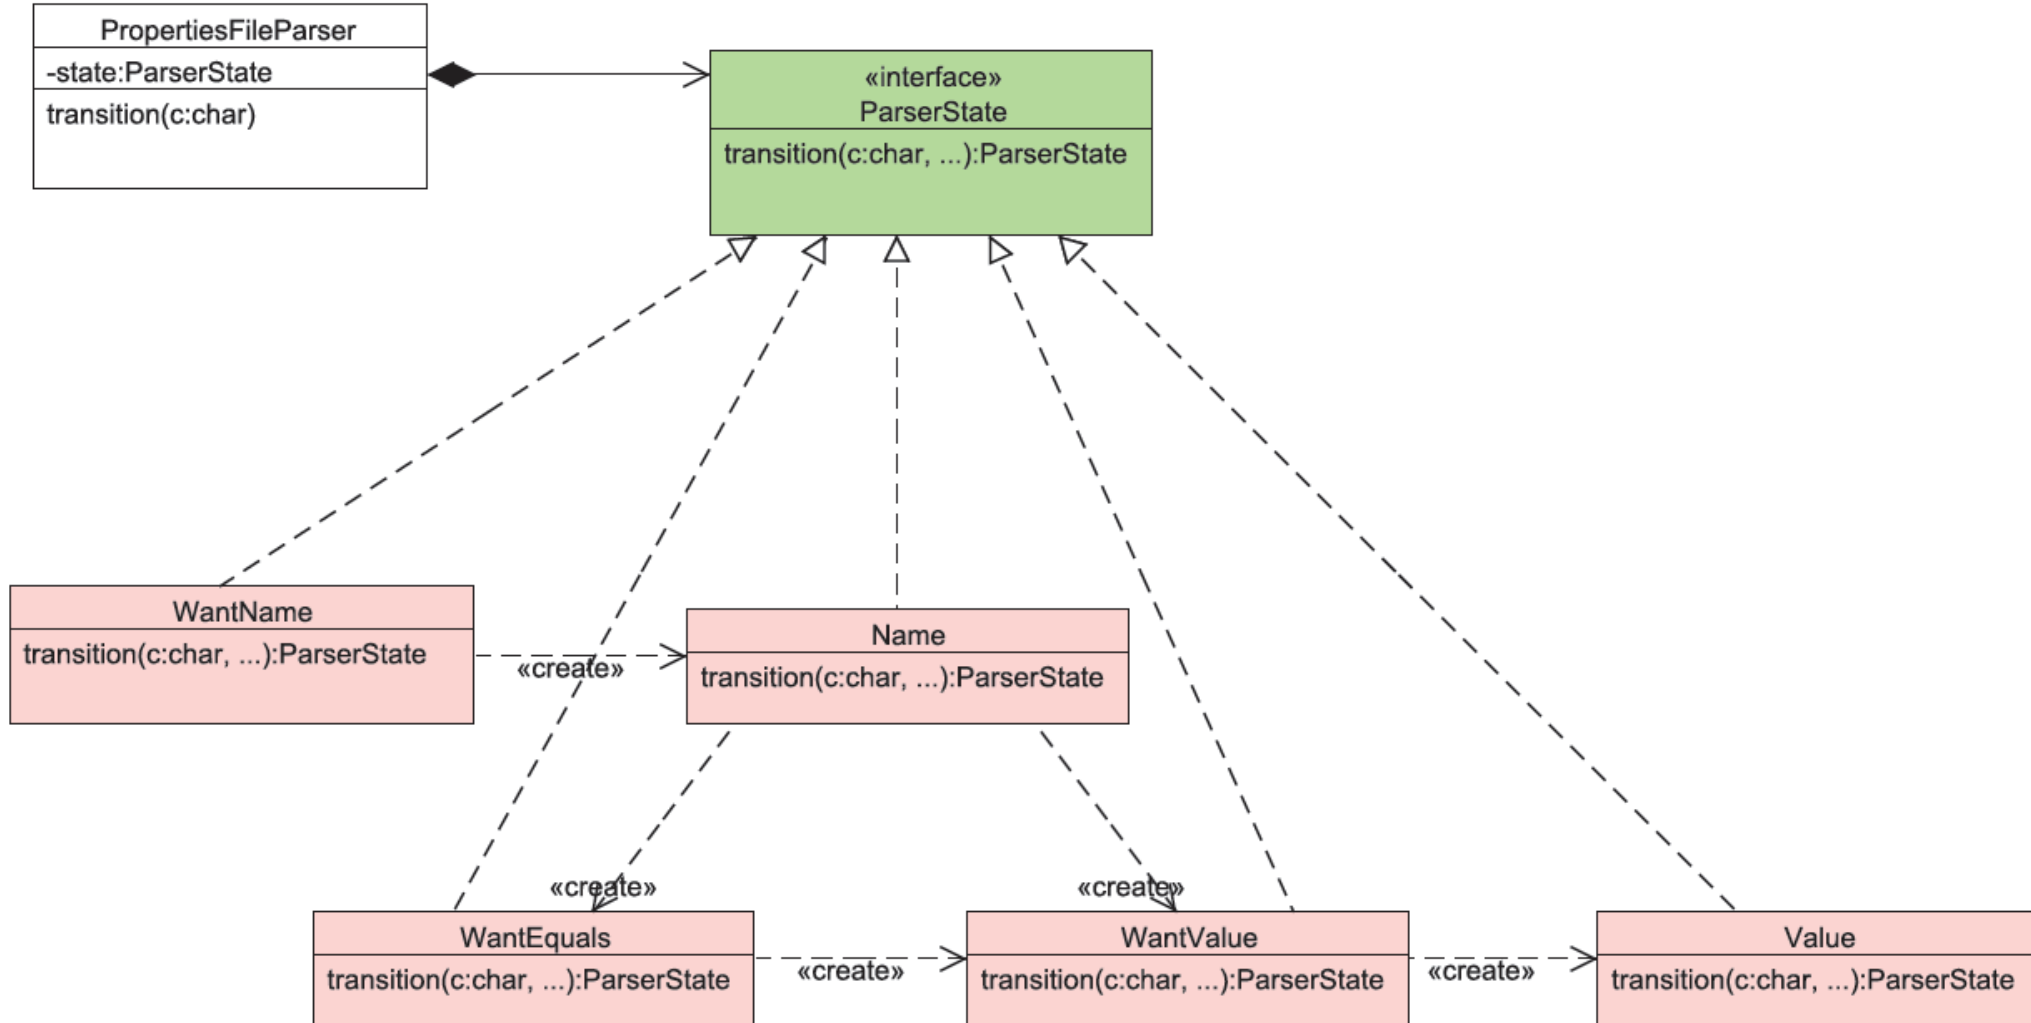 PropertiesFileParser
-state:ParserState
transition(c:char)
«interface»
ParserState
transition(c:char, ...):ParserState
WantName
transition(c:char, ...):ParserState
«create»
Name
transition(c:char, ...):ParserState
«create»
«create»
WantEquals
transition(c:char, ...):ParserState
«create»
WantValue
transition(c:char, ...):ParserState
«create»
Value
transition(c:char, ...):ParserState